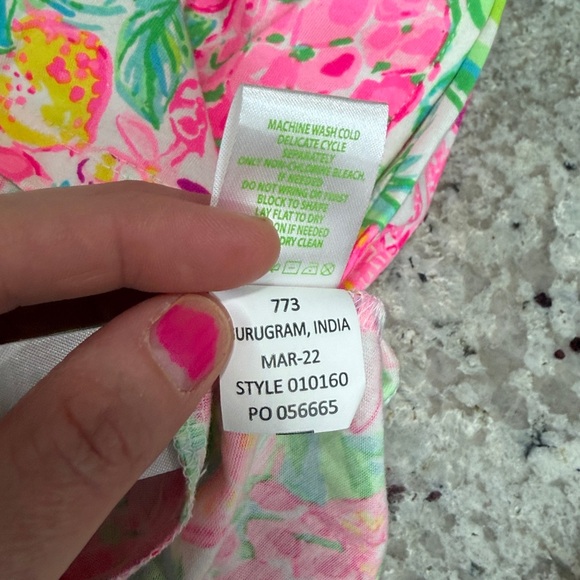 MACHINE WASH COLD
DELICATE CYCLE
SEPARATELY
ONLY NON-CHLORINE BLEACH
IF NEEDED
DO NOT WRING OR TWIST
BLOCK TO SHAPE
LAY FLAT TO DRY
ON IF NEEDED
DRY CLEAN
773
URUGRAM, INDIA
MAR-22
STYLE 010160
PO 056665